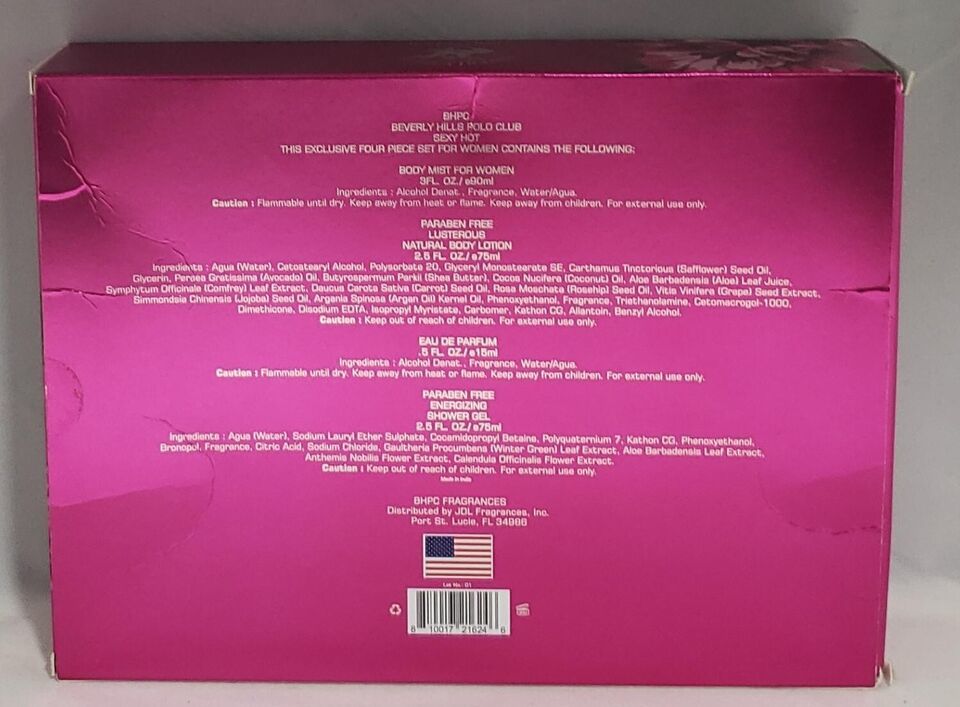 BHPC
BEVERLY HILLS POLO CLUB
SEXY HOT
THIS EXCLUSIVE FOUR PIECE SET FOR WOMEN CONTAINS THE FOLLOWING:
BODY MIST FOR WOMEN
3FL. OZ./ e90ml
Ingredients : Alcohol Denat., Fragrance, Water/Aqua.
Caution : Flammable until dry. Keep away from heat or flame. Keep away from children. For external use only.
PARABEN FREE
LUSTEROUS
NATURAL BODY LOTION
2.5 FL. OZ./ e75ml
Ingredients : Aqua (Water), Cetostearyl Alcohol, Polysorbate 20, Glyceryl Monostearate SE, Carthamus Tinctorious (Safflower) Seed Oil,
Glycerin, Persea Gratissima (Avocado) Oil, Butyrospermum Parkii (Shea Butter), Cocos Nucifera (Coconut) Oil, Aloe Barbadensis (Aloe) Leaf Juice,
Symphytum Officinale (Comfrey) Leaf Extract, Daucus Carota Sativa (Carrot) Seed Oil, Rosa Moschata (Rosehip) Seed Oil, Vitis Vinifera (Grape) Seed Extract,
Simmondsia Chinensis (Jojoba) Seed Oil, Argania Spinosa (Argan Oil) Kernel Oil, Phenoxyethanol, Fragrance, Triethanolamine, Cetomacrogol-1000,
Dimethicone, Disodium EDTA, Isopropyl Myristate, Carbomer, Kathon CG, Allantoin, Benzyl Alcohol.
Caution : Keep out of reach of children. For external use only.
EAU DE PARFUM
.5 FL. OZ./ e15ml
Ingredients : Alcohol Denat., Fragrance, Water/Aqua.
Caution : Flammable until dry. Keep away from heat or flame. Keep away from children. For external use only.
PARABEN FREE
ENERGIZING
SHOWER GEL
2.5 FL. OZ./ e75ml
Ingredients : Aqua (Water), Sodium Lauryl Ether Sulphate, Cocamidopropyl Betaine, Polyquaternium 7, Kathon CG, Phenoxyethanol,
Bronopol, Fragrance, Citric Acid, Sodium Chloride, Gaultheria Procumbens (Winter Green) Leaf Extract, Aloe Barbadensis Leaf Extract,
Anthemis Nobilis Flower Extract, Calendula Officinalis Flower Extract.
Caution : Keep out of reach of children. For external use only.
Made in India
BHPC FRAGRANCES
Distributed by JDL Fragrances, Inc.
Port St. Lucie, FL 34986
Lot No.: 01
8 10017 21624 6